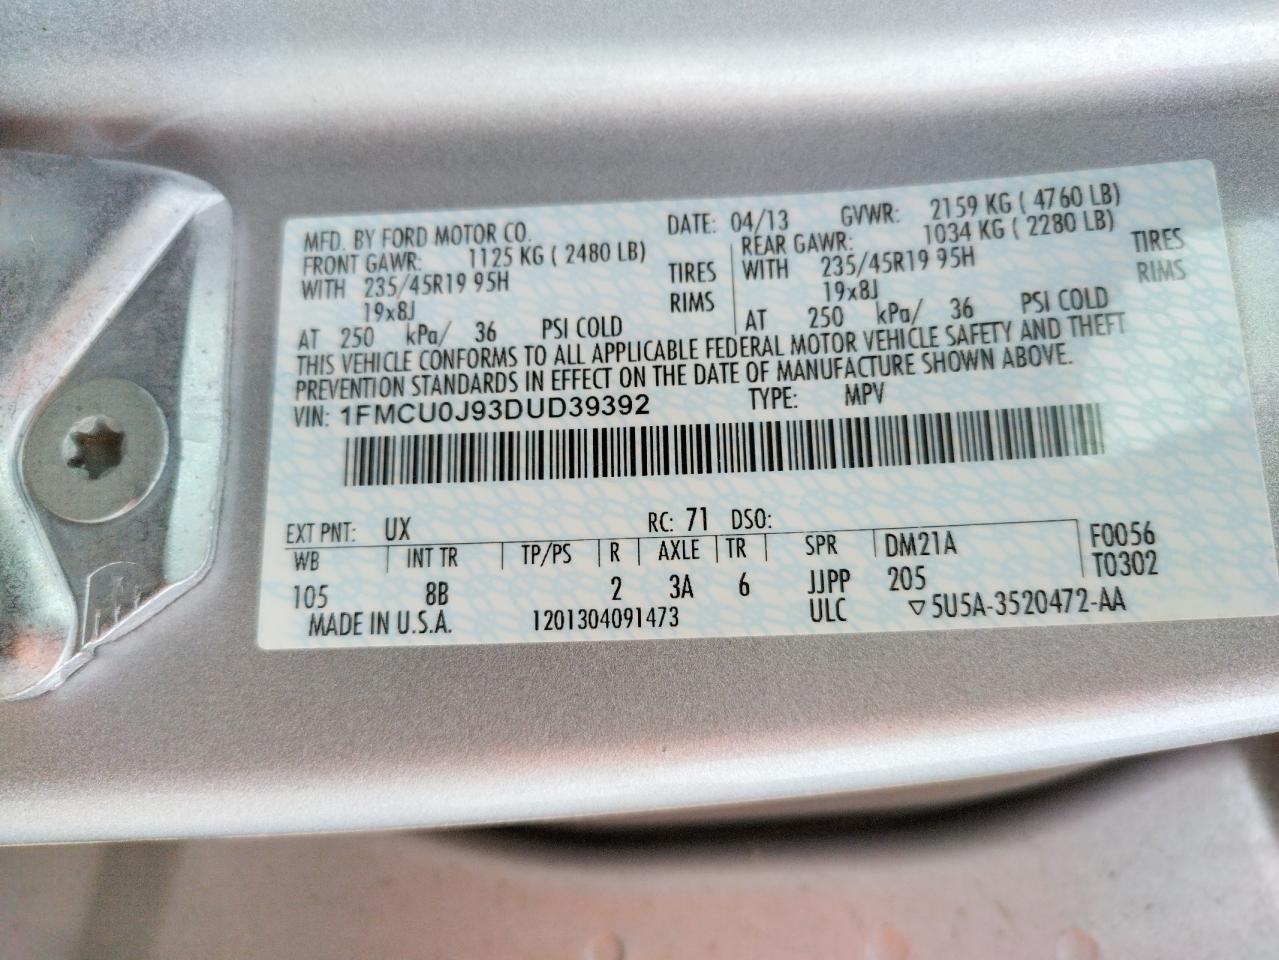 MFD. BY FORD MOTOR CO. DATE: 04/13 GVWR: 2159 KG ( 4760 LB)
FRONT GAWR: 1125 KG ( 2480 LB) REAR GAWR: 1034 KG ( 2280 LB)
WITH 235/45R19 95H TIRES WITH 235/45R19 95H TIRES
19x8J RIMS 19x8J RIMS
AT 250 kPa/ 36 PSI COLD AT 250 kPa/ 36 PSI COLD
THIS VEHICLE CONFORMS TO ALL APPLICABLE FEDERAL MOTOR VEHICLE SAFETY AND THEFT
PREVENTION STANDARDS IN EFFECT ON THE DATE OF MANUFACTURE SHOWN ABOVE.
VIN: 1FMCU0J93DUD39392 TYPE: MPV
EXT PNT: UX RC: 71 DSO:
WB INT TR TP/PS R AXLE TR SPR DM21A F0056
105 8B 2 3A 6 JJPP 205 T0302
MADE IN U.S.A. 1201304091473 ULC ▽5U5A-3520472-AA